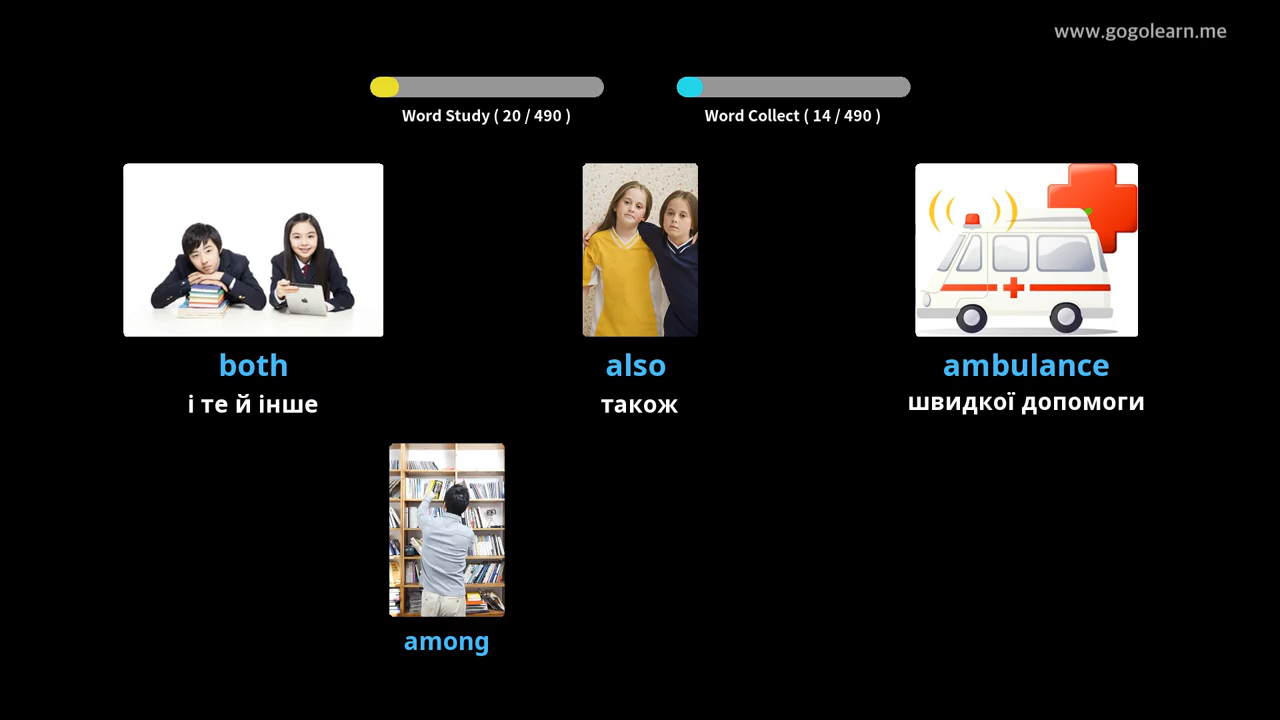 www.gogolearn.me
Word Study ( 20 / 490 )
Word Collect ( 14 / 490 )
both
also
ambulance
і те й інше
також
швидкої допомоги
among